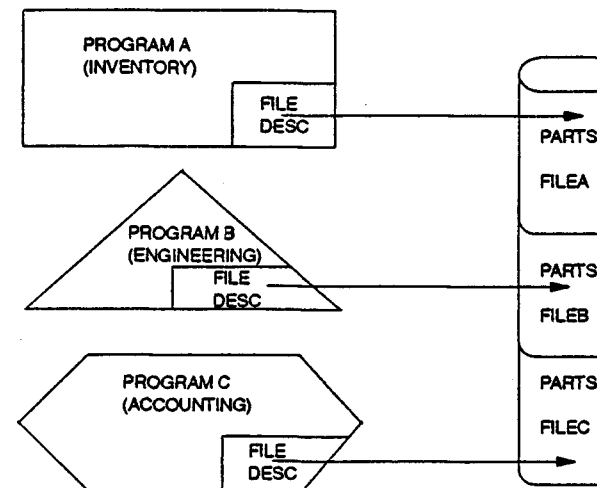 PROGRAM A
(INVENTORY)
FILE
DESC
PARTS
FILEA
PROGRAM B
(ENGINEERING)
FILE
DESC
PARTS
FILEB
PROGRAM C
(ACCOUNTING)
FILE
DESC
PARTS
FILEC